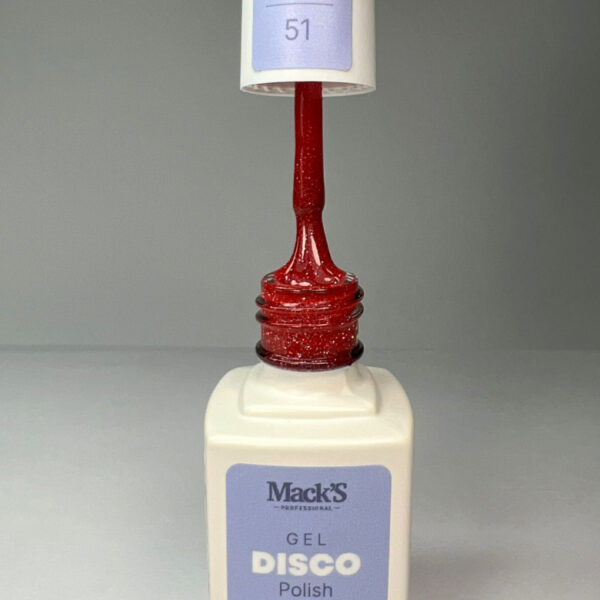 51
Mack'S
PROFESSIONAL
GEL
DISCO
Polish